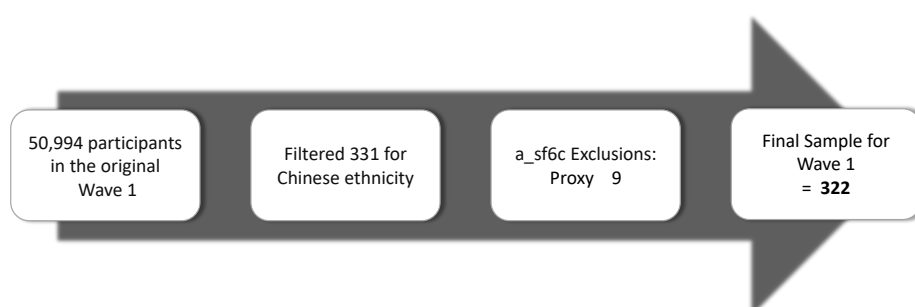 50,994 participants
in the original
Wave 1
Filtered 331 for
Chinese ethnicity
a_sf6c Exclusions:
Proxy 9
Final Sample for
Wave 1
= 322